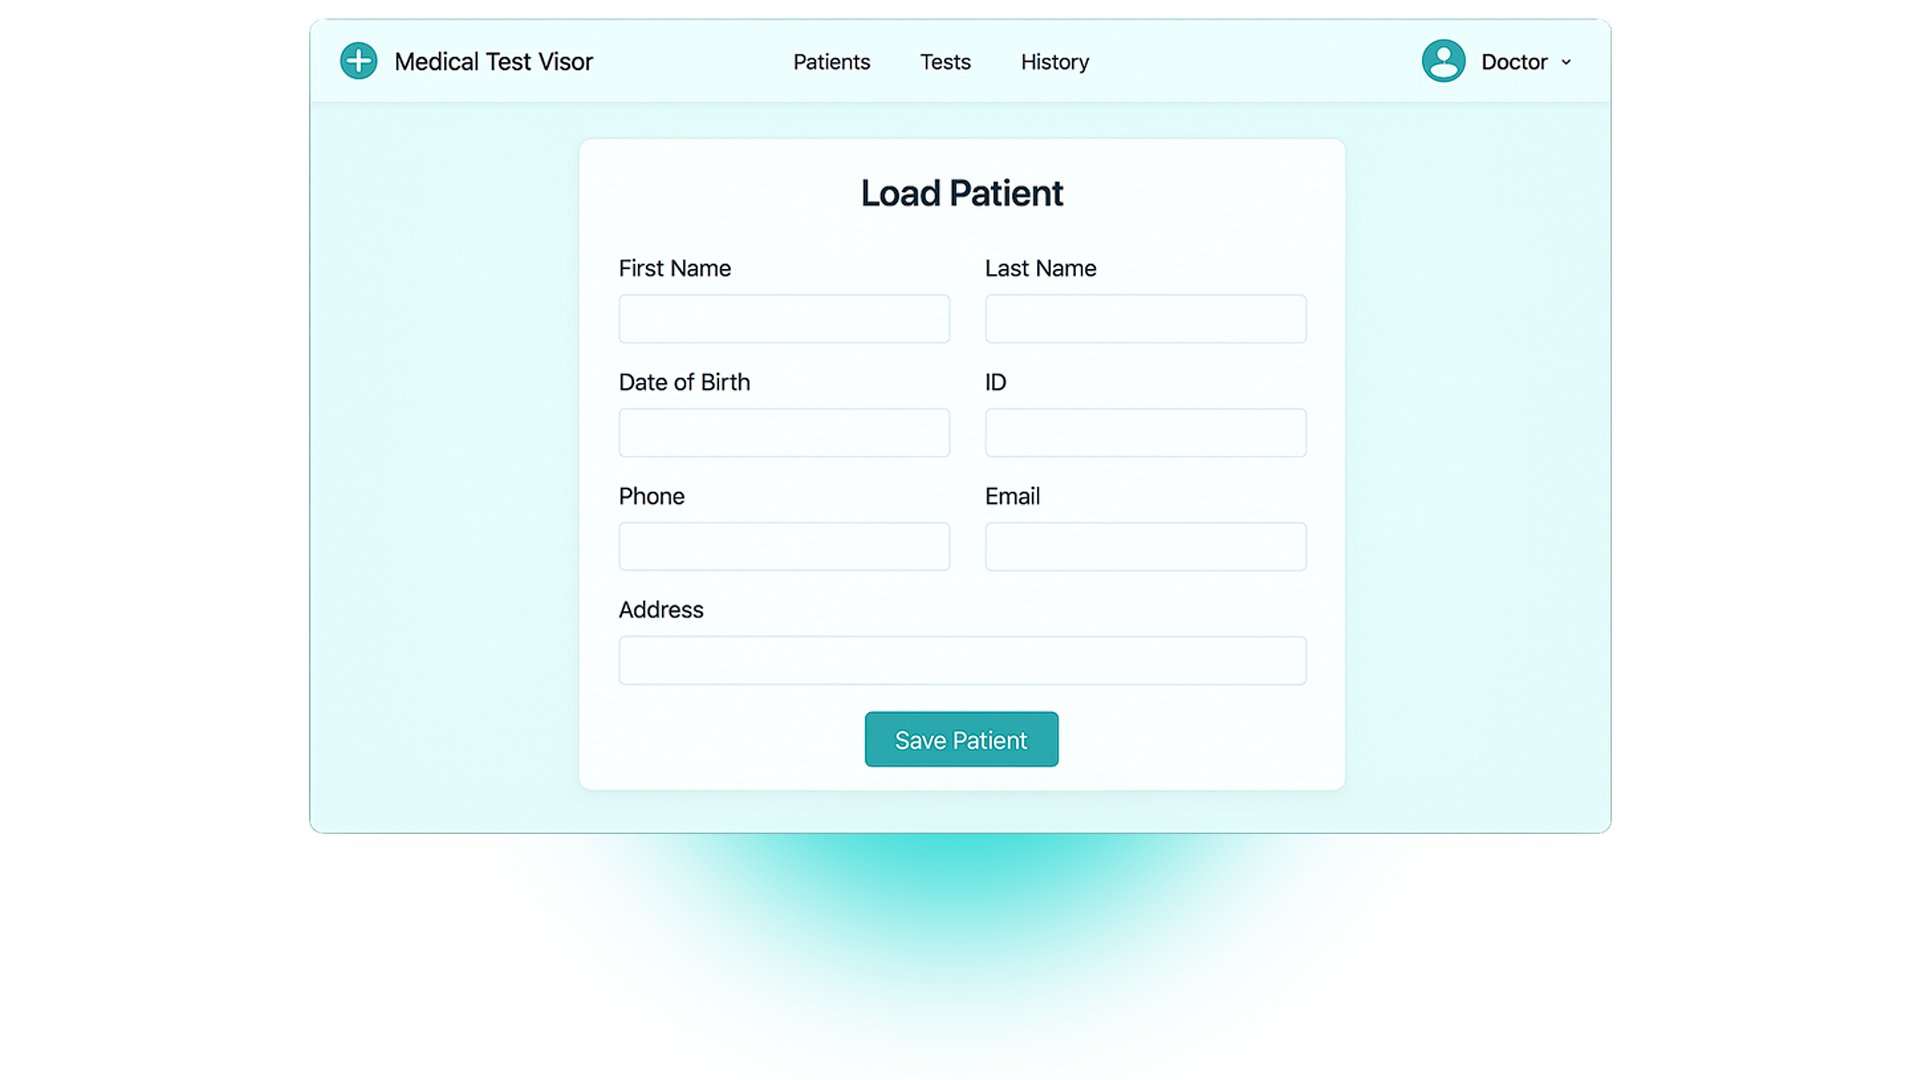 Medical Test Visor
Patients
Tests
History
Doctor
Load Patient
First Name
Last Name
Date of Birth
ID
Phone
Email
Address
Save Patient